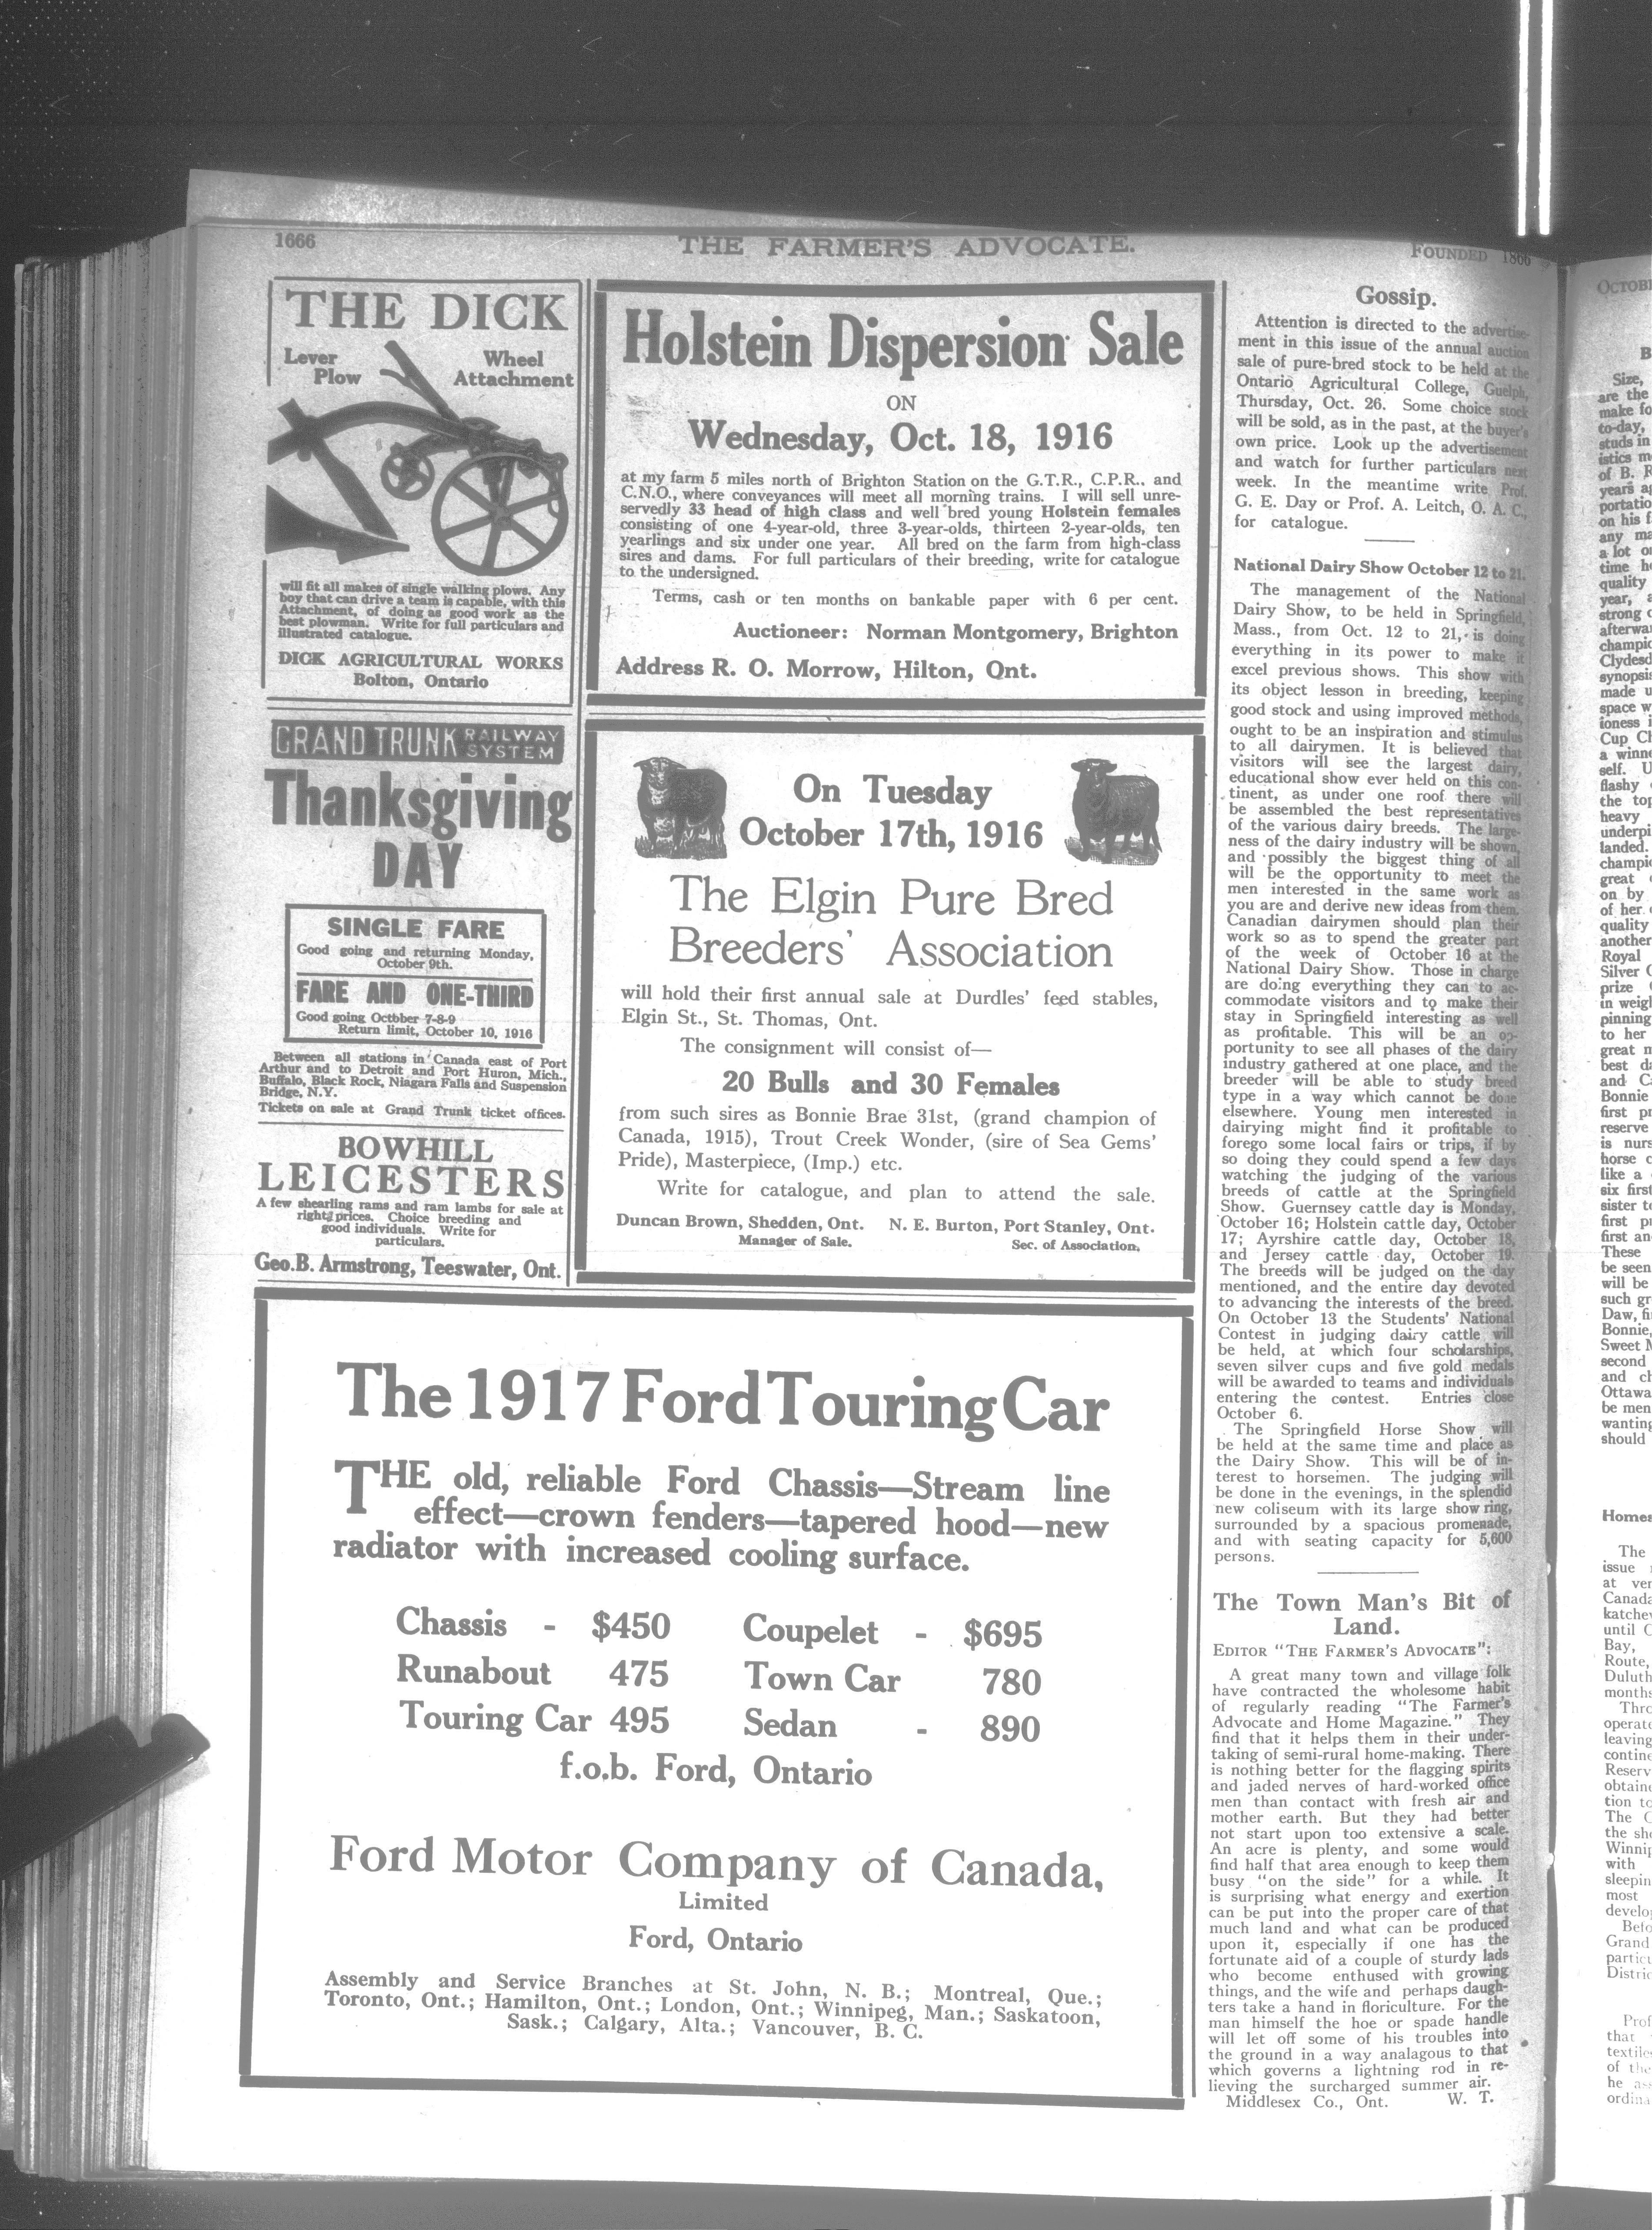 1666
THE FARMER'S ADVOCATE.
FOUNDED 1866
THE DICK
Lever
Plow
Wheel
Attachment
will fit all makes of single walking plows. Any
boy that can drive a team is capable, with this
Attachment, of doing as good work as the
best plowman. Write for full particulars and
illustrated catalogue.
DICK AGRICULTURAL WORKS
Bolton, Ontario
GRAND TRUNK RAILWAY
SYSTEM
Thanksgiving
DAY
SINGLE FARE
Good going and returning Monday,
October 9th.
FARE AND ONE-THIRD
Good going Octbber 7-8-9
Return limit, October 10, 1916
Between all stations in Canada east of Port
Arthur and to Detroit and Port Huron, Mich.,
Buffalo, Black Rock, Niagara Falls and Suspension
Bridge, N.Y.
Tickets on sale at Grand Trunk ticket offices.
BOWHILL
LEICESTERS
A few shearling rams and ram lambs for sale at
right prices. Choice breeding and
good individuals. Write for
particulars.
Geo. B. Armstrong, Teeswater, Ont.
Holstein Dispersion Sale
ON
Wednesday, Oct. 18, 1916
at my farm 5 miles north of Brighton Station on the G.T.R., C.P.R., and
C.N.O., where conveyances will meet all morning trains. I will sell unre-
servedly 33 head of high class and well bred young Holstein females
consisting of one 4-year-old, three 3-year-olds, thirteen 2-year-olds, ten
yearlings and six under one year. All bred on the farm from high-class
sires and dams. For full particulars of their breeding, write for catalogue
to the undersigned.
Terms, cash or ten months on bankable paper with 6 per cent.
Auctioneer: Norman Montgomery, Brighton
Address R. O. Morrow, Hilton, Ont.
On Tuesday
October 17th, 1916
The Elgin Pure Bred
Breeders' Association
will hold their first annual sale at Durdles' feed stables,
Elgin St., St. Thomas, Ont.
The consignment will consist of—
20 Bulls and 30 Females
from such sires as Bonnie Brae 31st, (grand champion of
Canada, 1915), Trout Creek Wonder, (sire of Sea Gems'
Pride), Masterpiece, (Imp.) etc.
Write for catalogue, and plan to attend the sale.
Duncan Brown, Shedden, Ont. N. E. Burton, Port Stanley, Ont.
Manager of Sale. Sec. of Association.
The 1917 Ford Touring Car
THE old, reliable Ford Chassis—Stream line
effect—crown fenders—tapered hood—new
radiator with increased cooling surface.
Chassis - $450 Coupelet - $695
Runabout 475 Town Car 780
Touring Car 495 Sedan - 890
f.o.b. Ford, Ontario
Ford Motor Company of Canada,
Limited
Ford, Ontario
Assembly and Service Branches at St. John, N. B.; Montreal, Que.;
Toronto, Ont.; Hamilton, Ont.; London, Ont.; Winnipeg, Man.; Saskatoon,
Sask.; Calgary, Alta.; Vancouver, B. C.
Gossip.
Attention is directed to the advertise-
ment in this issue of the annual auction
sale of pure-bred stock to be held at the
Ontario Agricultural College, Guelph,
Thursday, Oct. 26. Some choice stock
will be sold, as in the past, at the buyer's
own price. Look up the advertisement
and watch for further particulars next
week. In the meantime write Prof.
G. E. Day or Prof. A. Leitch, O. A. C.,
for catalogue.
National Dairy Show October 12 to 21.
The management of the National
Dairy Show, to be held in Springfield,
Mass., from Oct. 12 to 21, is doing
everything in its power to make it
excel previous shows. This show with
its object lesson in breeding, keeping
good stock and using improved methods,
ought to be an inspiration and stimulus
to all dairymen. It is believed that
visitors will see the largest dairy,
educational show ever held on this con-
tinent, as under one roof there will
be assembled the best representatives
of the various dairy breeds. The large-
ness of the dairy industry will be shown,
and possibly the biggest thing of all
will be the opportunity to meet the
men interested in the same work as
you are and derive new ideas from them.
Canadian dairymen should plan their
work so as to spend the greater part
of the week of October 16 at the
National Dairy Show. Those in charge
are doing everything they can to ac-
commodate visitors and to make their
stay in Springfield interesting as well
as profitable. This will be an op-
portunity to see all phases of the dairy
industry gathered at one place, and the
breeder will be able to study breed
type in a way which cannot be done
elsewhere. Young men interested in
dairying might find it profitable to
forego some local fairs or trips, if by
so doing they could spend a few days
watching the judging of the various
breeds of cattle at the Springfield
Show. Guernsey cattle day is Monday,
October 16; Holstein cattle day, October
17; Ayrshire cattle day, October 18,
and Jersey cattle day, October 19.
The breeds will be judged on the day
mentioned, and the entire day devoted
to advancing the interests of the breed.
On October 13 the Students' National
Contest in judging dairy cattle will
be held, at which four scholarships,
seven silver cups and five gold medals
will be awarded to teams and individuals
entering the contest. Entries close
October 6.
The Springfield Horse Show will
be held at the same time and place as
the Dairy Show. This will be of in-
terest to horsemen. The judging will
be done in the evenings, in the splendid
new coliseum with its large show ring,
surrounded by a spacious promenade,
and with seating capacity for 5,600
persons.
The Town Man's Bit of
Land.
EDITOR "THE FARMER'S ADVOCATE":
A great many town and village folk
have contracted the wholesome habit
of regularly reading "The Farmer's
Advocate and Home Magazine." They
find that it helps them in their under-
taking of semi-rural home-making. There
is nothing better for the flagging spirits
and jaded nerves of hard-worked office
men than contact with fresh air and
mother earth. But they had better
not start upon too extensive a scale.
An acre is plenty, and some would
find half that area enough to keep them
busy "on the side" for a while. It
is surprising what energy and exertion
can be put into the proper care of that
much land and what can be produced
upon it, especially if one has the
fortunate aid of a couple of sturdy lads
who become enthused with growing
things, and the wife and perhaps daugh-
ters take a hand in floriculture. For the
man himself the hoe or spade handle
will let off some of his troubles into
the ground in a way analagous to that
which governs a lightning rod in re-
lieving the surcharged summer air.
Middlesex Co., Ont. W. T.